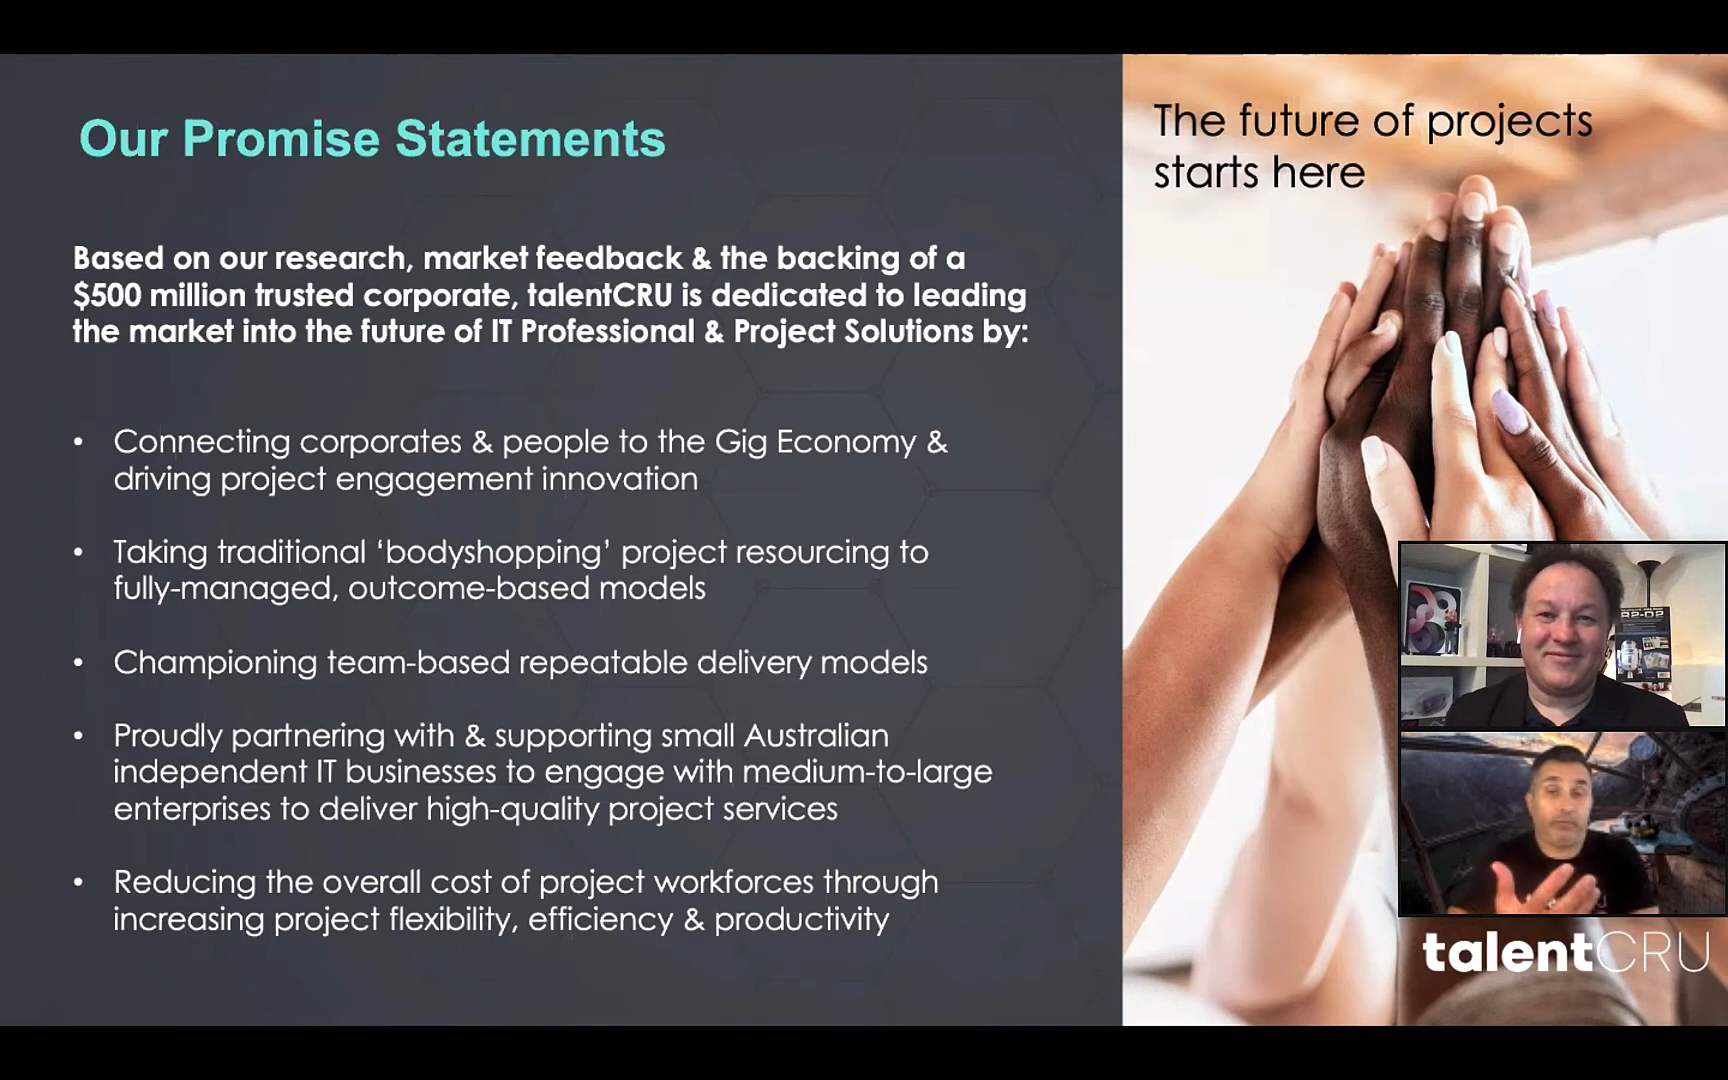 Our Promise Statements
Based on our research, market feedback & the backing of a
$500 million trusted corporate, talentCRU is dedicated to leading
the market into the future of IT Professional & Project Solutions by:
• Connecting corporates & people to the Gig Economy &
driving project engagement innovation
• Taking traditional ‘bodyshopping’ project resourcing to
fully-managed, outcome-based models
• Championing team-based repeatable delivery models
• Proudly partnering with & supporting small Australian
independent IT businesses to engage with medium-to-large
enterprises to deliver high-quality project services
• Reducing the overall cost of project workforces through
increasing project flexibility, efficiency & productivity
The future of projects
starts here
R2-D2
talentCRU